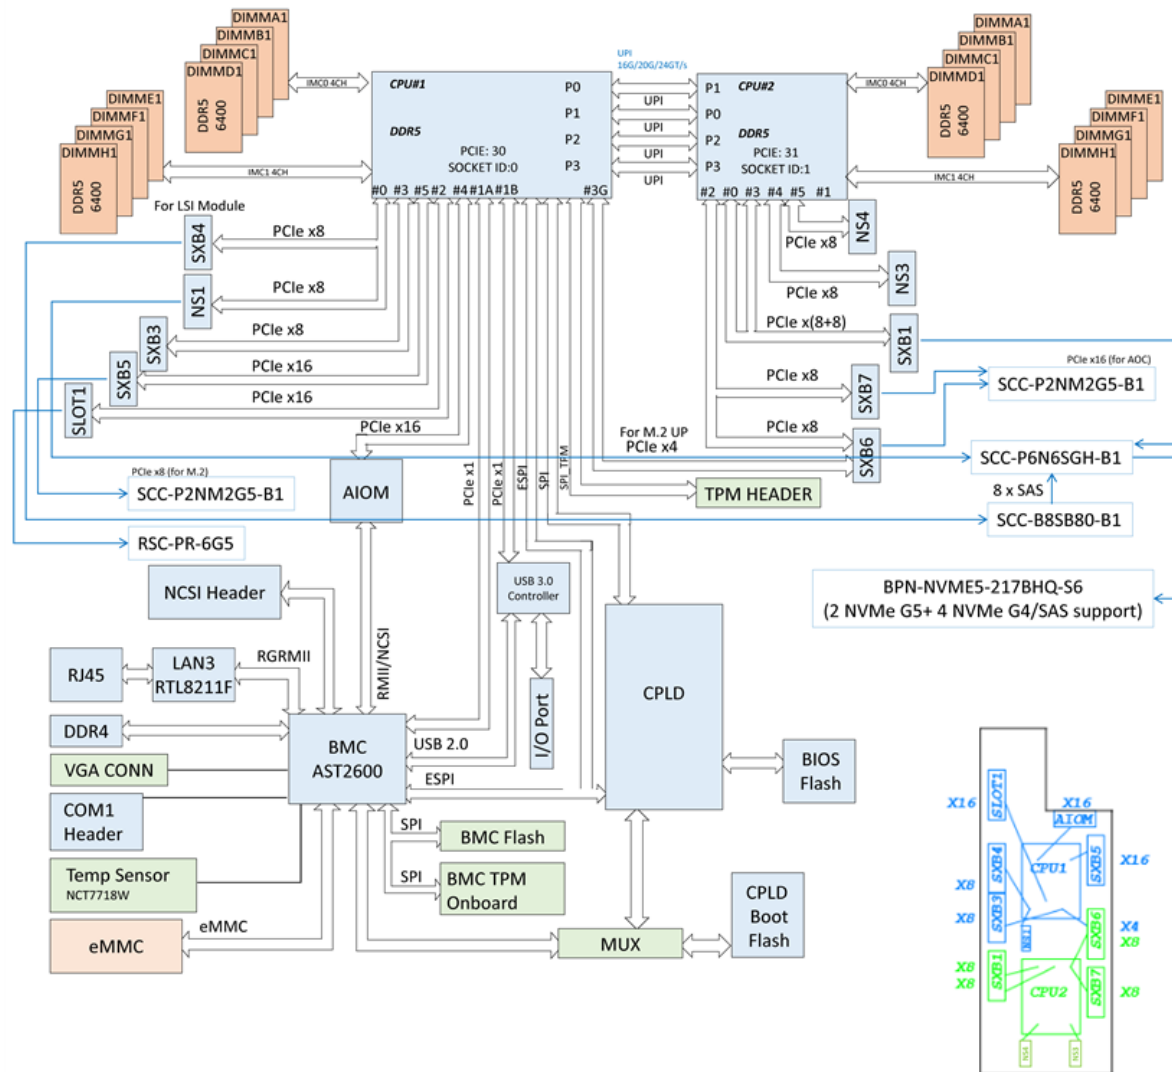 DIMMA1
DIMMB1
DIMMC1
DIMMD1
DDR5
6400
IMC0 4CH
DIMME1
DIMMF1
DIMMG1
DIMMH1
DDR5
6400
IMC1 4CH
CPU#1
DDR5
PCIE: 30
SOCKET ID:0
P0
P1
P2
P3
#0 #3 #5 #2 #4 #1A #1B #3G
UPI
16G/20G/24GT/s
UPI
UPI
UPI
UPI
CPU#2
DDR5
PCIE: 31
SOCKET ID:1
P1
P0
P2
P3
#2 #0 #3 #4 #5 #1
DIMMA1
DIMMB1
DIMMC1
DIMMD1
DDR5
6400
IMC0 4CH
DIMME1
DIMMF1
DIMMG1
DIMMH1
DDR5
6400
IMC1 4CH
For LSI Module
SXB4
PCIe x8
NS1
PCIe x8
SXB3
PCIe x8
SXB5
PCIe x16
SLOT1
PCIe x16
PCIe x16
AIOM
PCIe x8 (for M.2)
SCC-P2NM2G5-B1
RSC-PR-6G5
PCIe x1
PCIe x1
ESPI
SPI
SPI_TPM
For M.2 UP
PCIe x4
TPM HEADER
NS4
PCIe x8
NS3
PCIe x8
PCIe x(8+8)
SXB1
PCIe x8
SXB7
PCIe x8
SXB6
PCIe x16 (for AOC)
SCC-P2NM2G5-B1
SCC-P6N6SGH-B1
8 x SAS
SCC-B8SB80-B1
BPN-NVME5-217BHQ-S6
(2 NVMe G5+ 4 NVMe G4/SAS support)
NCSI Header
USB 3.0
Controller
RMII/NCSI
RJ45
LAN3
RTL8211F
RGRMII
I/O Port
CPLD
DDR4
BMC
AST2600
USB 2.0
ESPI
VGA CONN
COM1
Header
Temp Sensor
NCT7718W
eMMC
eMMC
SPI
BMC Flash
SPI
BMC TPM
Onboard
BIOS
Flash
CPLD
Boot
Flash
MUX
X16
SLOT1
X16
AIOM
SXB4
CPU1
SXB5
X16
X8
X8
SXB3
NS1
SXB6
X4
X8
X8
X8
SXB1
CPU2
SXB7
X8
NS4
NS3